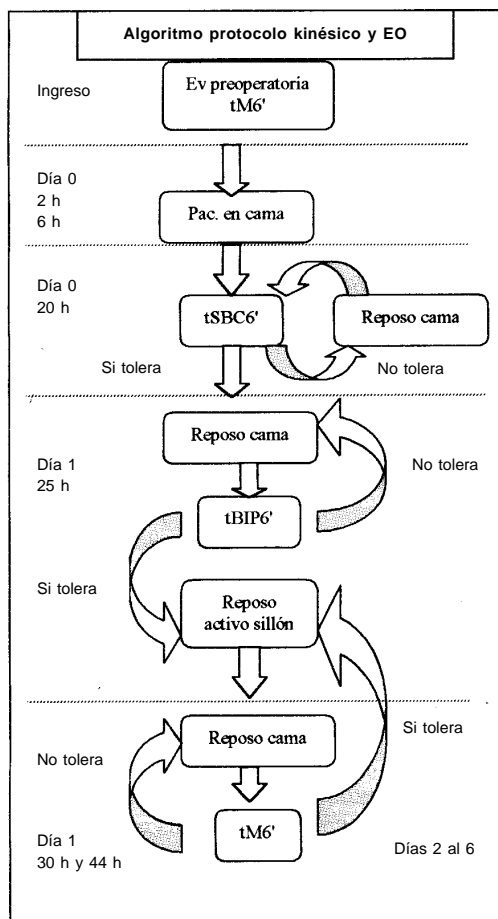 Algoritmo protocolo kinésico y EO
Ingreso
Ev preoperatoria
tM6'
Día 0
2 h
6 h
Pac. en cama
Día 0
20 h
tSBC6'
Reposo cama
Si tolera
No tolera
Reposo cama
Día 1
25 h
No tolera
tBIP6'
Si tolera
Reposo
activo sillón
Si tolera
Reposo cama
No tolera
tM6'
Día 1
30 h y 44 h
Días 2 al 6